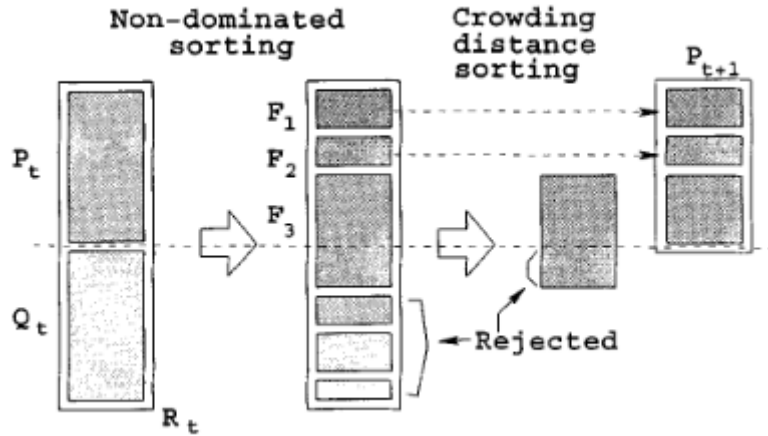 Non-dominated
sorting
Crowding
distance
sorting
P t+1
F 1
P t
F 2
F 3
Q t
Rejected
R t